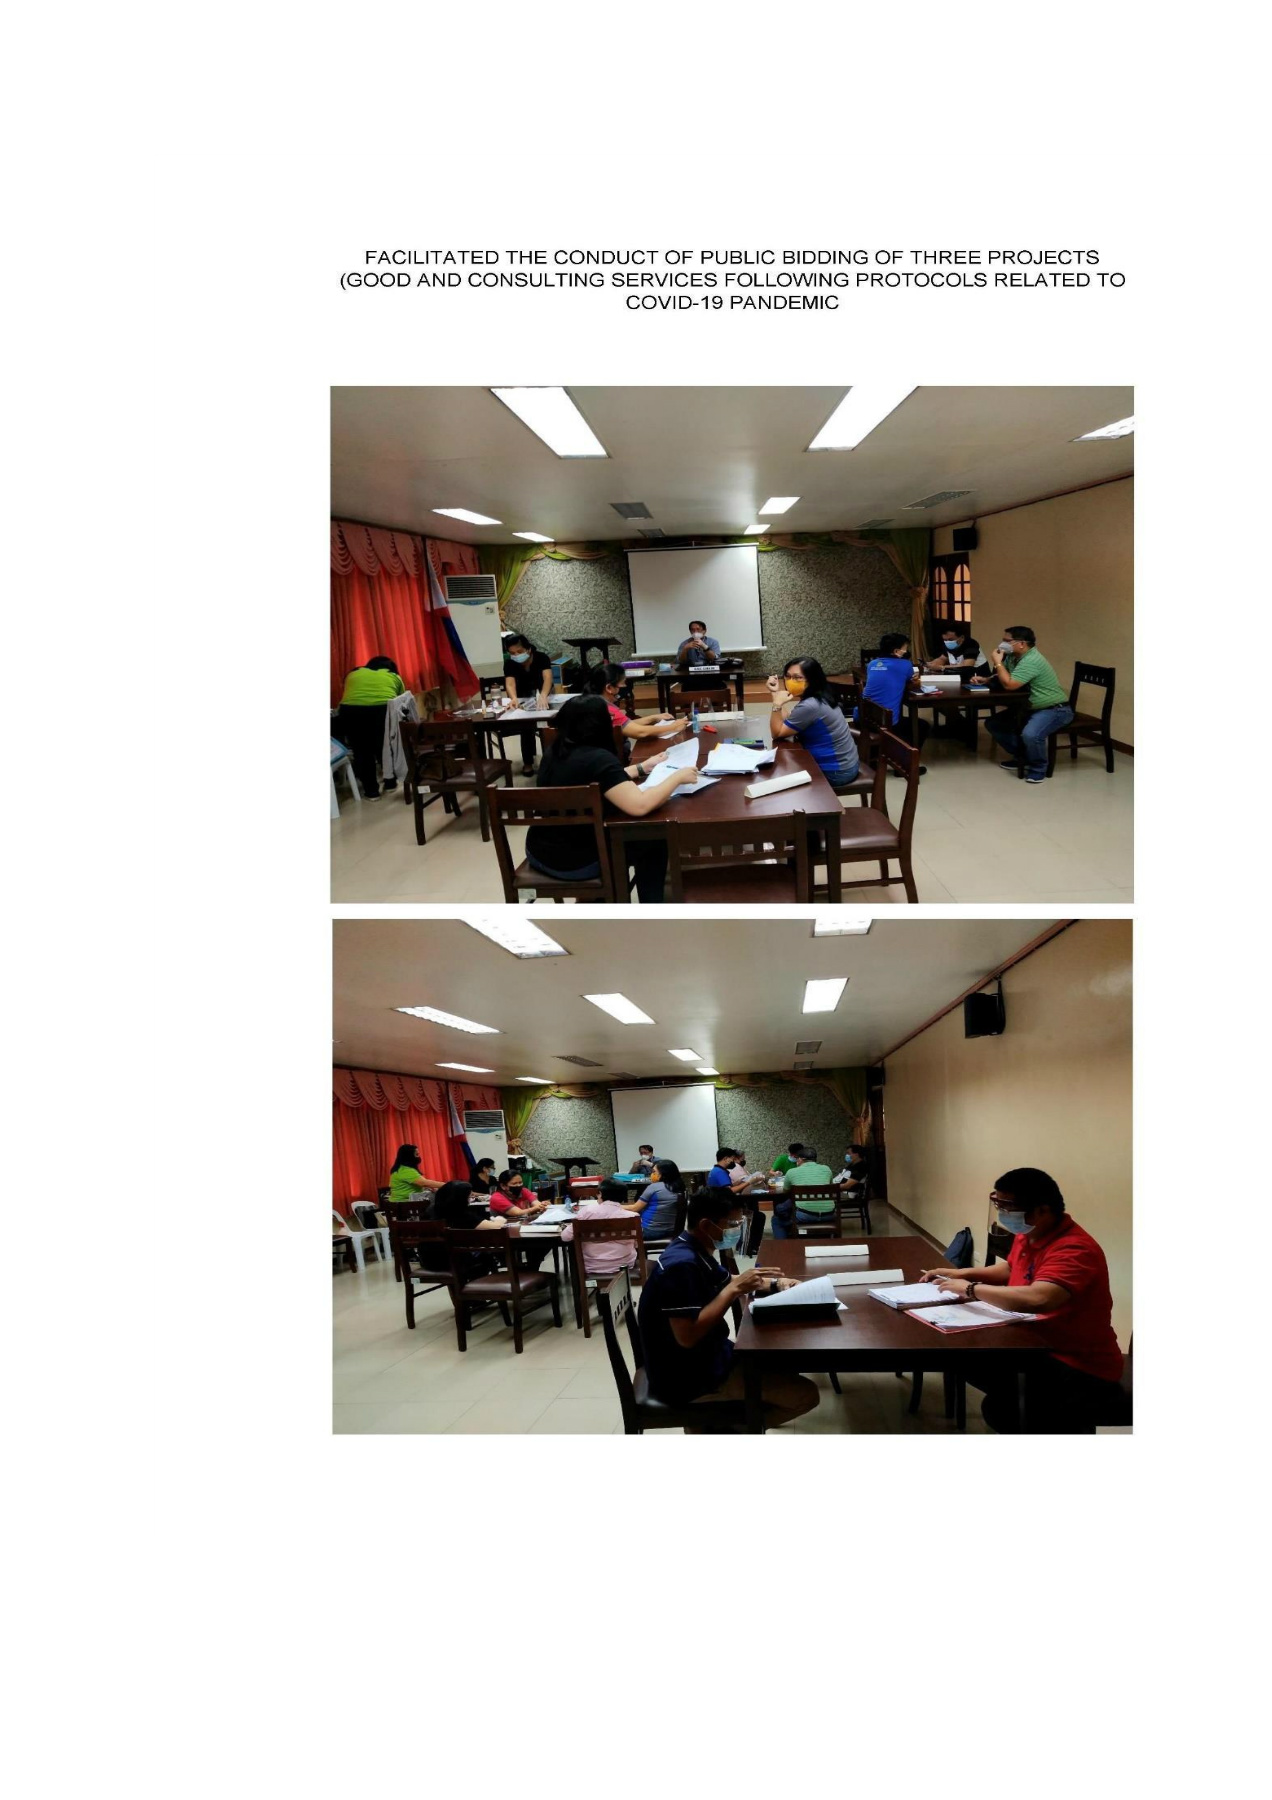 FACILITATED THE CONDUCT OF PUBLIC BIDDING OF THREE PROJECTS
(GOOD AND CONSULTING SERVICES FOLLOWING PROTOCOLS RELATED TO
COVID-19 PANDEMIC